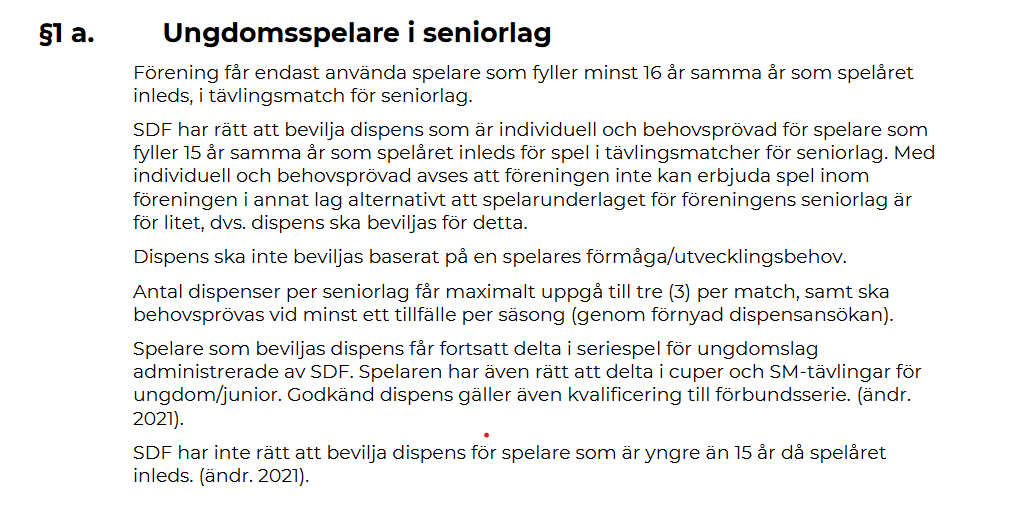 §1 a. Ungdomsspelare i seniorlag
Förening får endast använda spelare som fyller minst 16 år samma år som spelåret
inleds, i tävlingsmatch för seniorlag.
SDF har rätt att bevilja dispens som är individuell och behovsprövad för spelare som
fyller 15 år samma år som spelåret inleds för spel i tävlingsmatcher för seniorlag. Med
individuell och behovsprövad avses att föreningen inte kan erbjuda spel inom
föreningen i annat lag alternativt att spelarunderlaget för föreningens seniorlag är
för litet, dvs. dispens ska beviljas för detta.
Dispens ska inte beviljas baserat på en spelares förmåga/utvecklingsbehov.
Antal dispenser per seniorlag får maximalt uppgå till tre (3) per match, samt ska
behovsprövas vid minst ett tillfälle per säsong (genom förnyad dispensansökan).
Spelare som beviljas dispens får fortsatt delta i seriespel för ungdomslag
administrerade av SDF. Spelaren har även rätt att delta i cuper och SM-tävlingar för
ungdom/junior. Godkänd dispens gäller även kvalificering till förbundsserie. (ändr.
2021).
SDF har inte rätt att bevilja dispens för spelare som är yngre än 15 år då spelåret
inleds. (ändr. 2021).